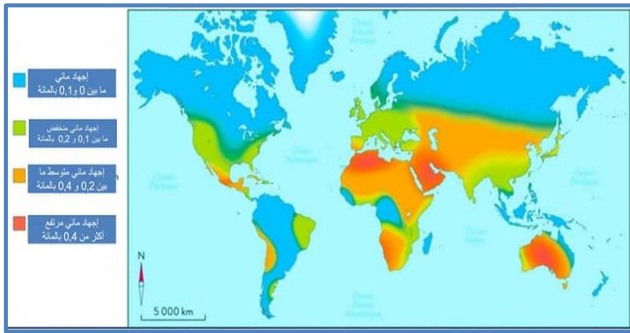 إجهاد مائي
ما بين 0 و0,1 بالمائة
إجهاد مائي منخفض
ما بين 0,1 و 0,2 بالمائة
إجهاد مائي متوسط ما
بين 0,2 و 0,4 بالمائة
إجهاد مائي مرتفع
أكثر من 0,4 بالمائة
N
5 000 km